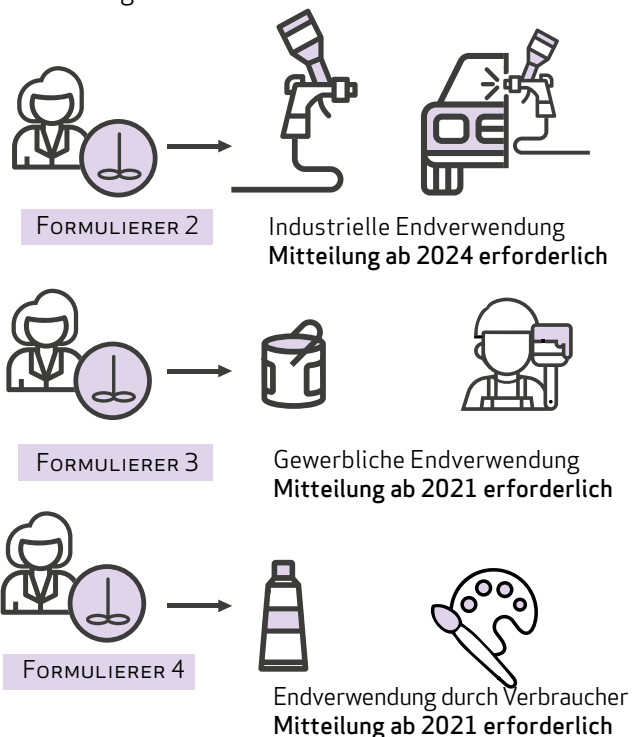 FORMULIERER 2
Industrielle Endverwendung
Mitteilung ab 2024 erforderlich
FORMULIERER 3
Gewerbliche Endverwendung
Mitteilung ab 2021 erforderlich
FORMULIERER 4
Endverwendung durch Verbraucher
Mitteilung ab 2021 erforderlich